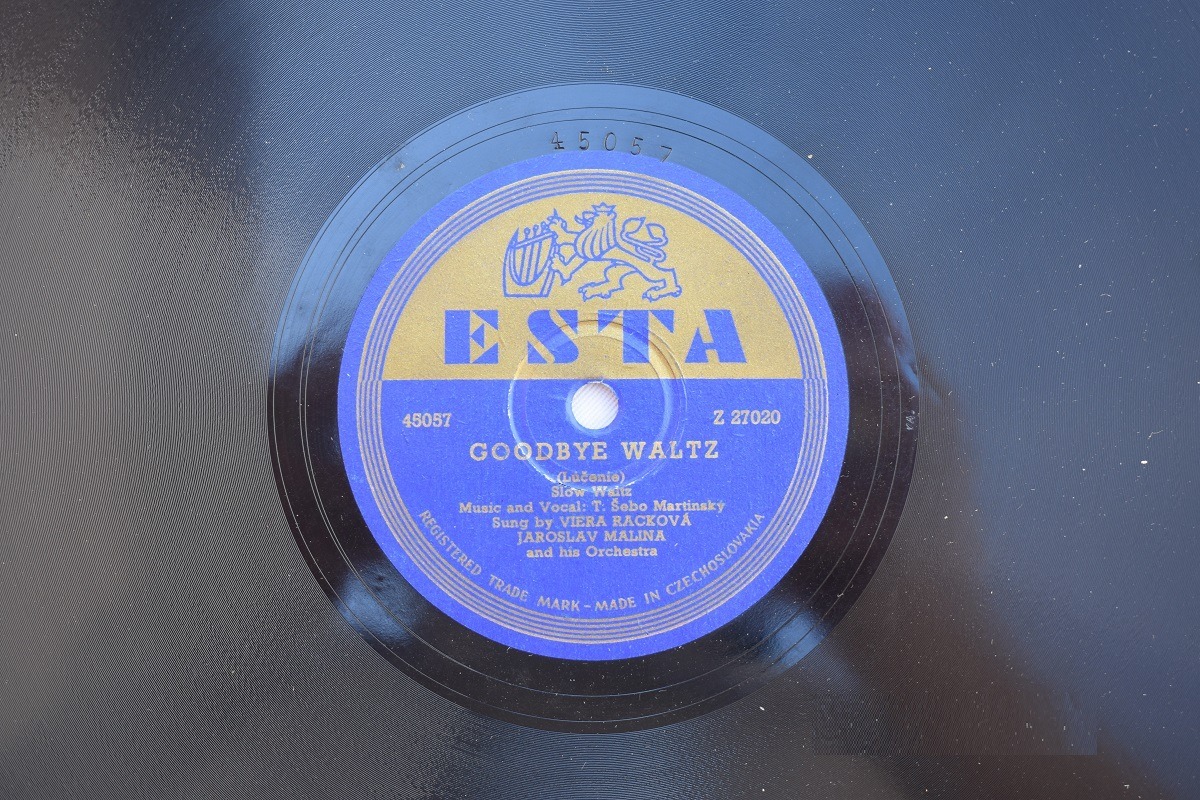 45057
ESTA
45057 Z 27020
GOODBYE WALTZ
(Lúčenie)
Slow Waltz
Music and Vocal: T. Šebo Martinský
Sung by VIERA RACKOVÁ
JAROSLAV MALINA
and his Orchestra
REGISTERED TRADE MARK - MADE IN CZECHOSLOVAKIA